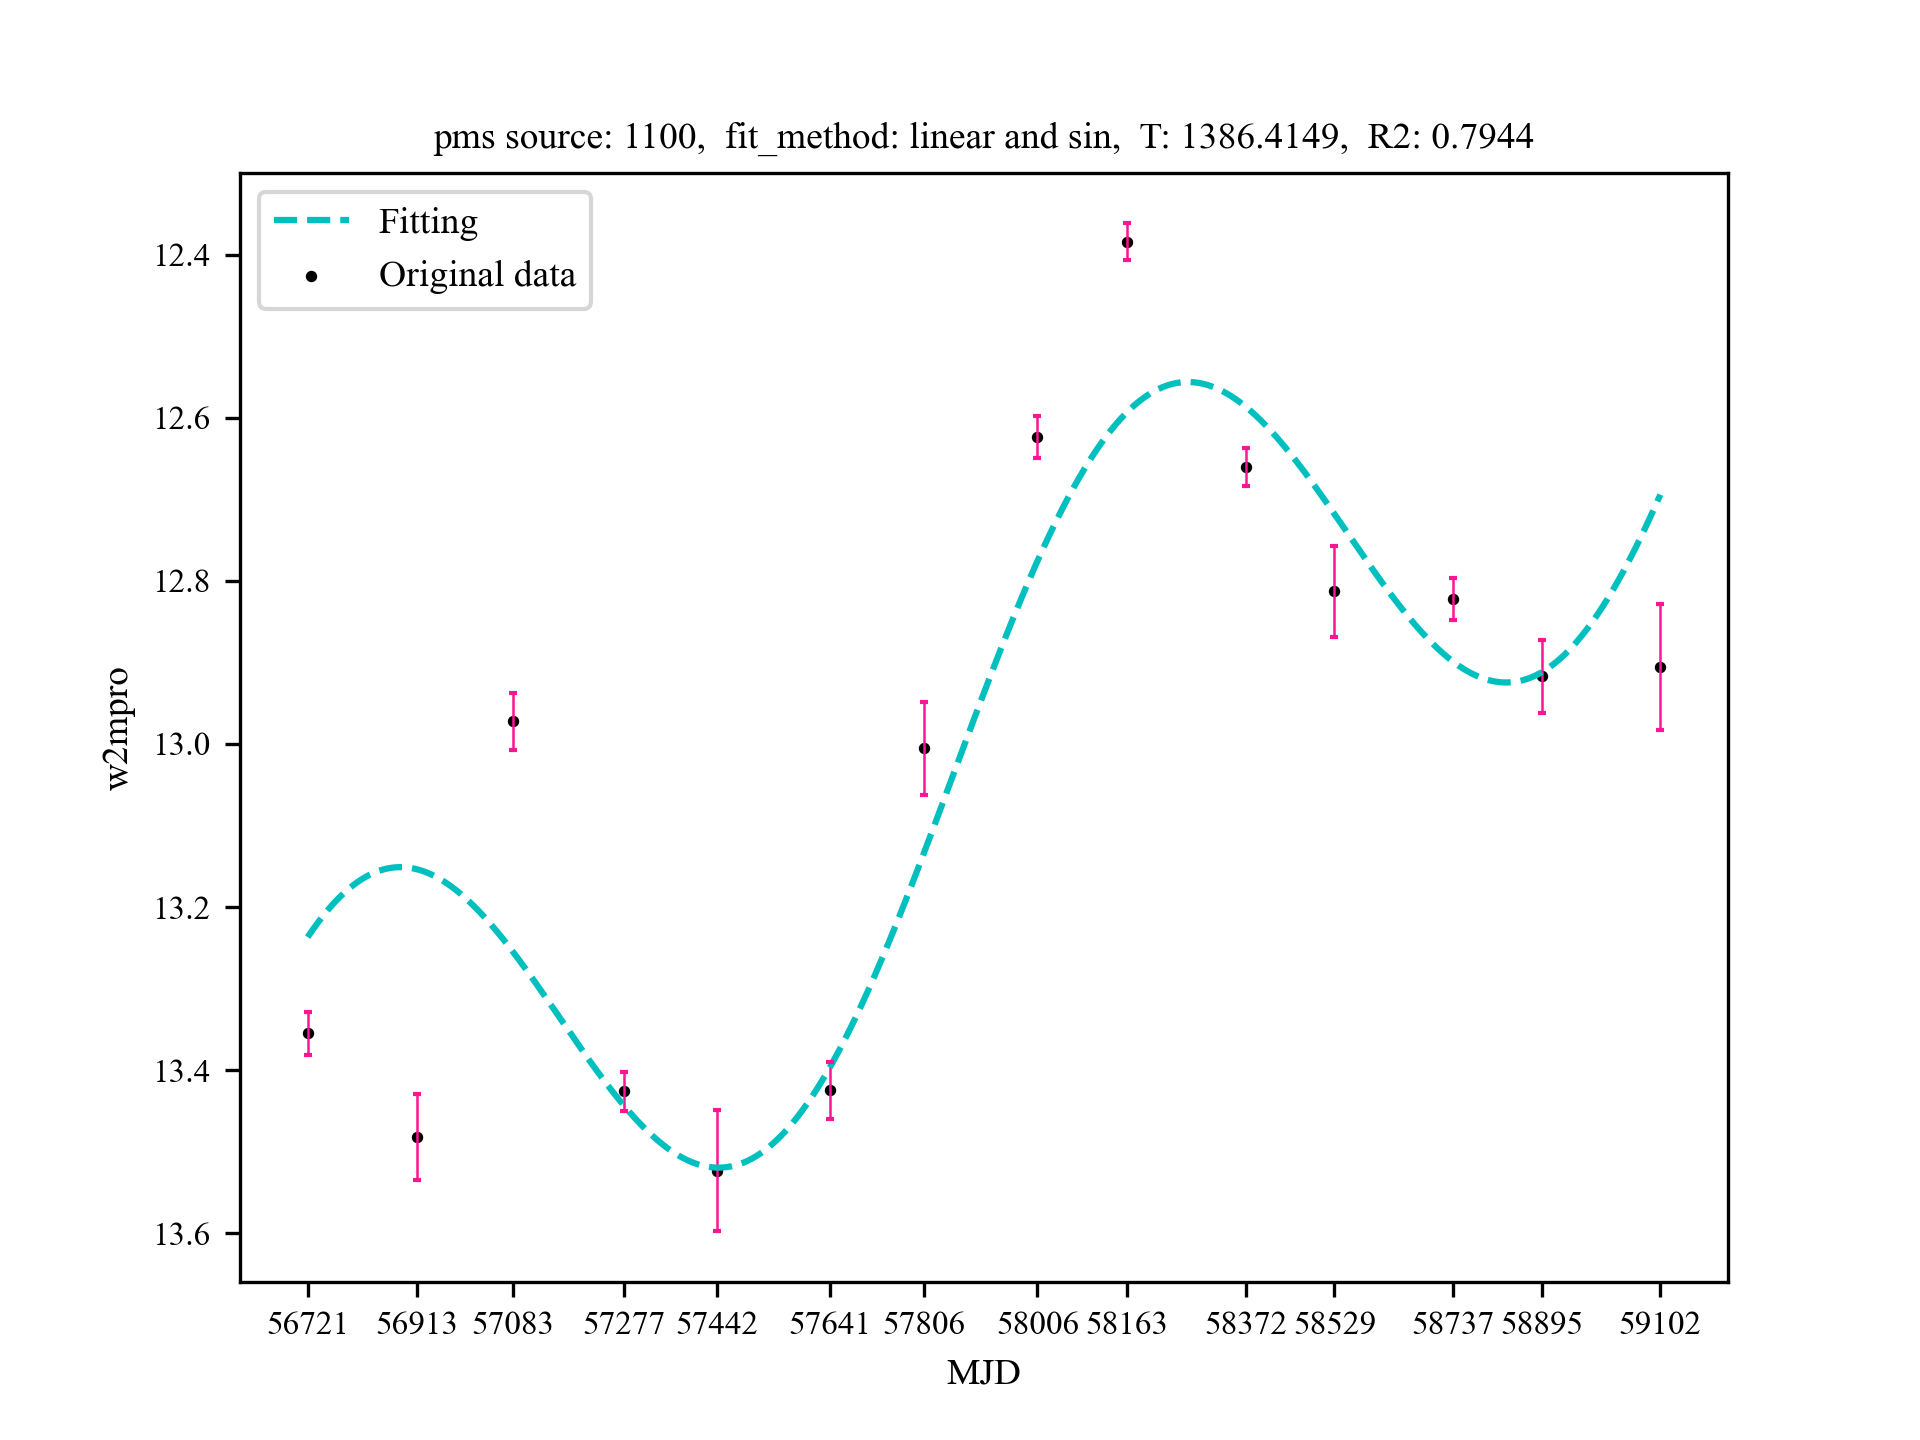 pms source: 1100, fit_method: linear and sin, T: 1386.4149, R2: 0.7944
Fitting
Original data
12.4
12.6
12.8
13.0
13.2
13.4
13.6
w2mpro
56721 56913 57083 57277 57442 57641 57806 58006 58163 58372 58529 58737 58895 59102
MJD